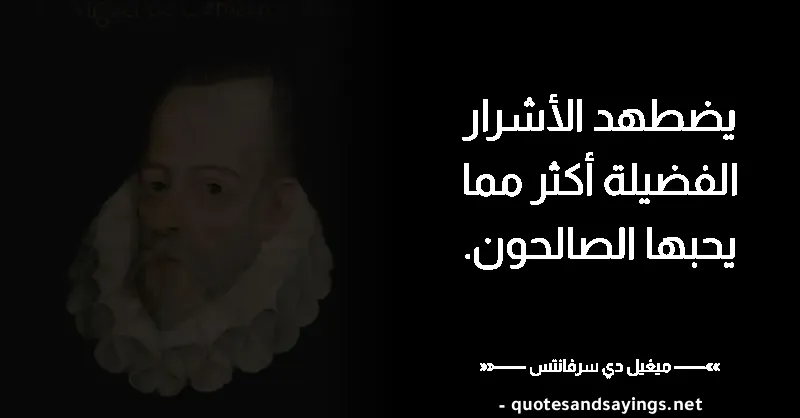 يضطهد الأشرار
الفضيلة أكثر مما
يحبها الصالحون.
»—— ميغيل دي سرفانتس ——»
- quotesandsayings.net